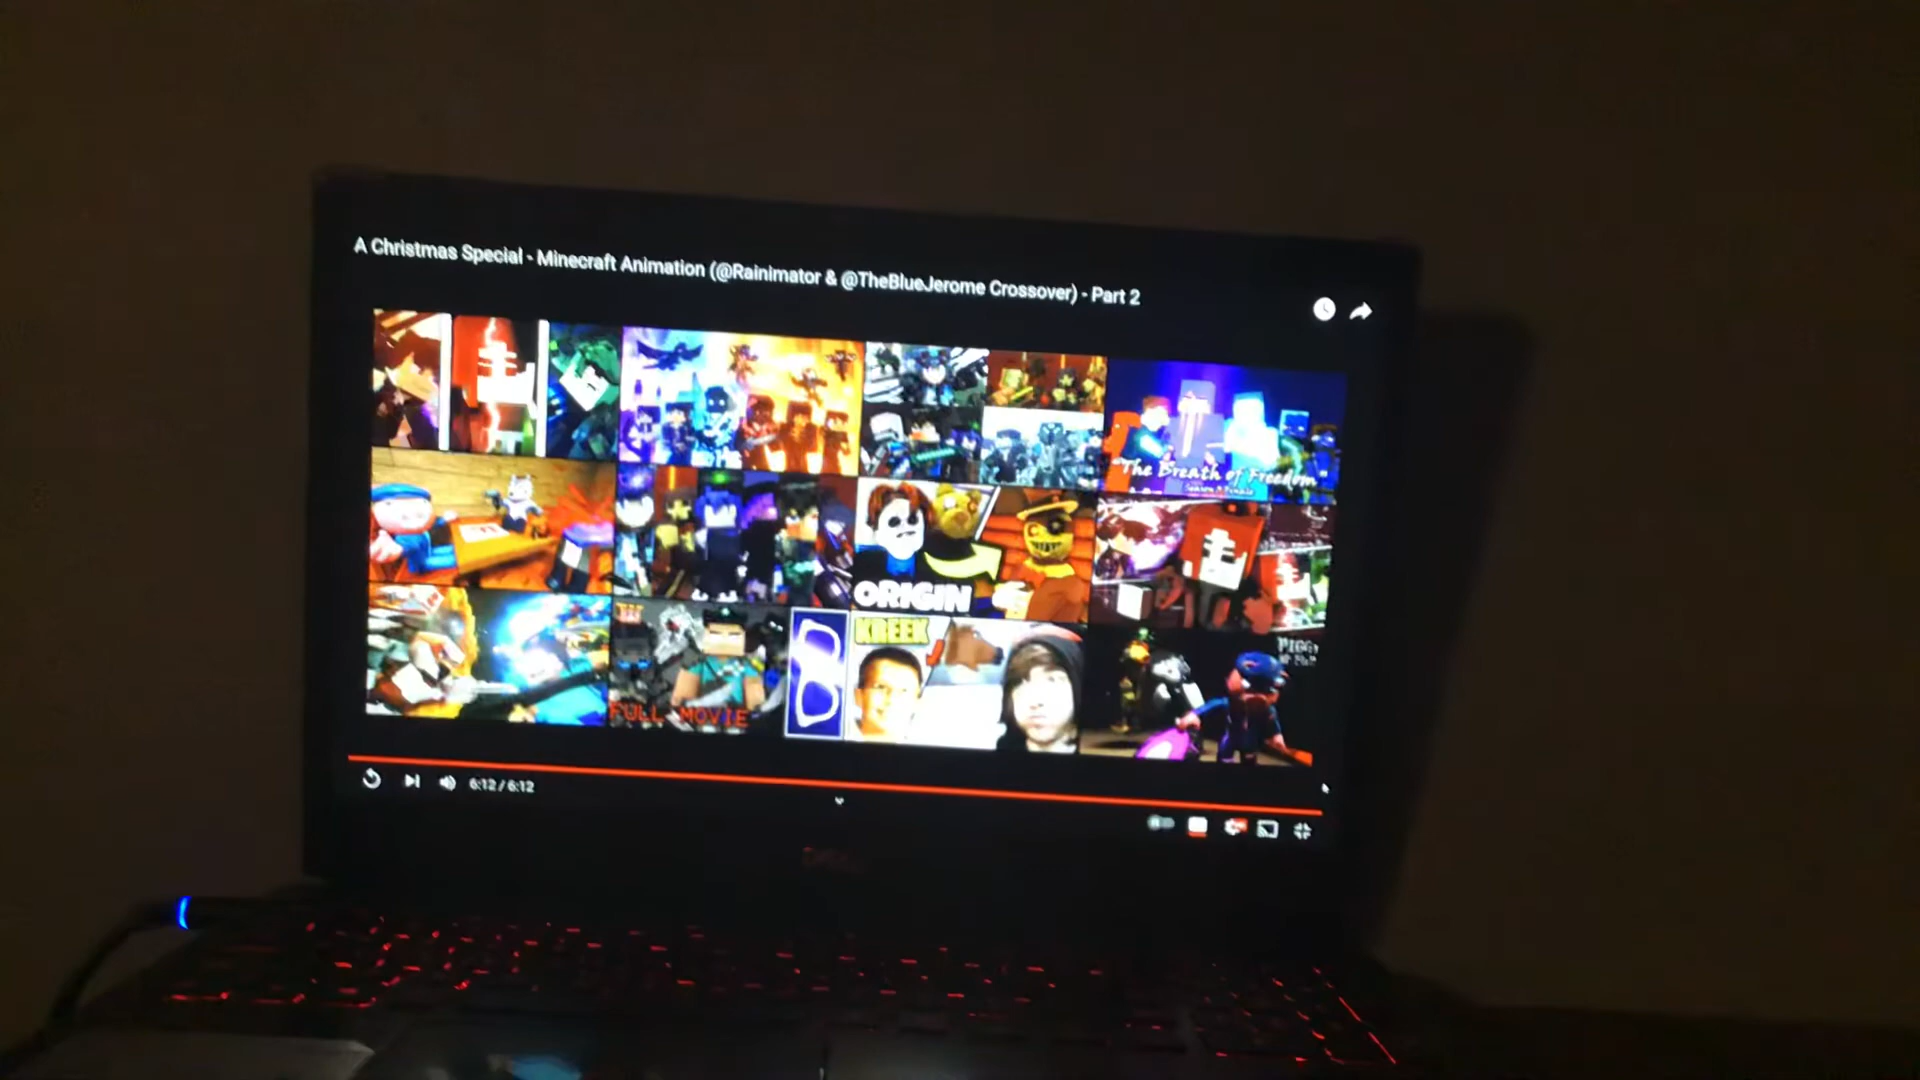 A Christmas Special - Minecraft Animation (@Rainimator & @TheBlueJerome Crossover) - Part 2
The Breath of Freedom
ORIGIN
KREEK
FULL MOVIE
6:12 / 6:12